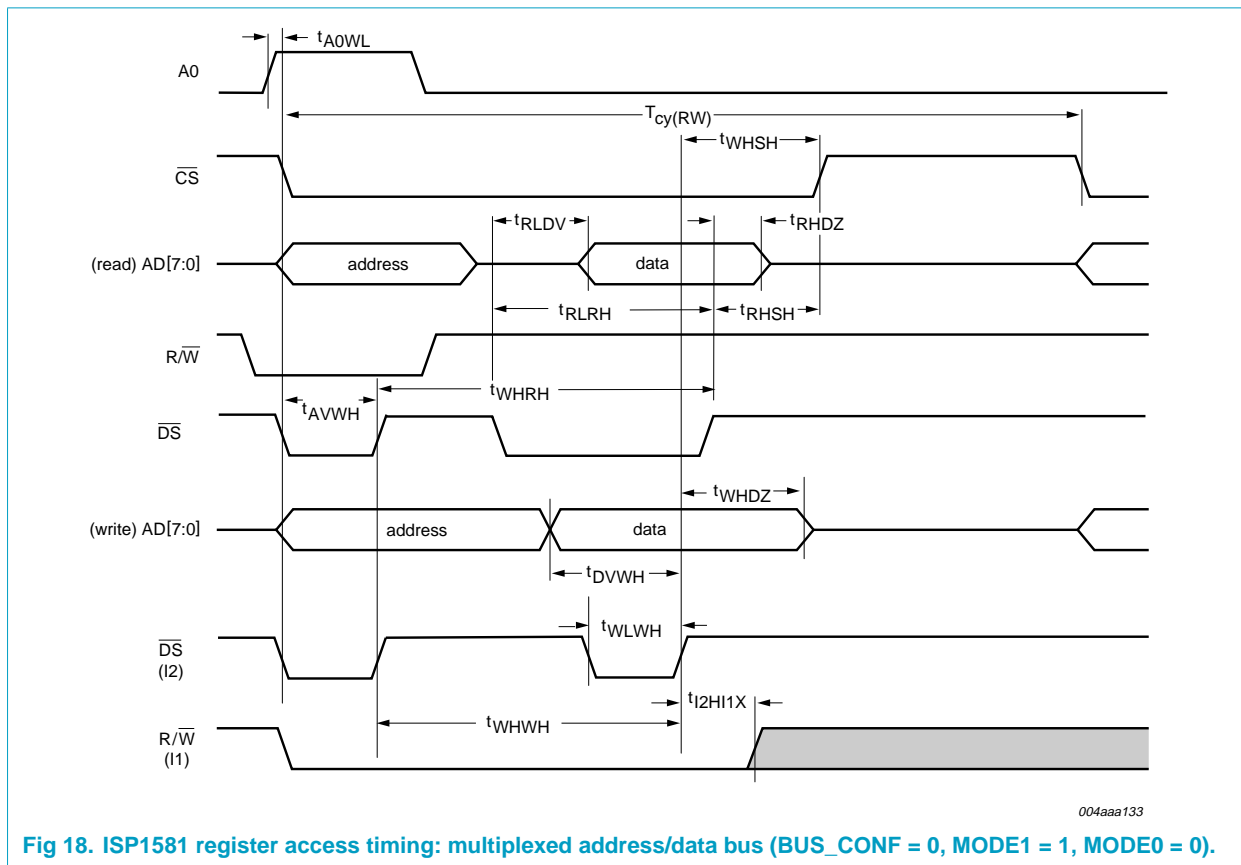 tA0WL
A0
Tcy(RW)
tWHSH
CS
tRLDV
tRHDZ
(read) AD[7:0]
address
data
tRLRH
tRHSH
R/W
tWHRH
tAVWH
DS
tWHDZ
(write) AD[7:0]
address
data
tDVWH
tWLWH
DS
(I2)
tI2HI1X
tWHWH
R/W
(I1)
004aaa133
Fig 18. ISP1581 register access timing: multiplexed address/data bus (BUS_CONF = 0, MODE1 = 1, MODE0 = 0).